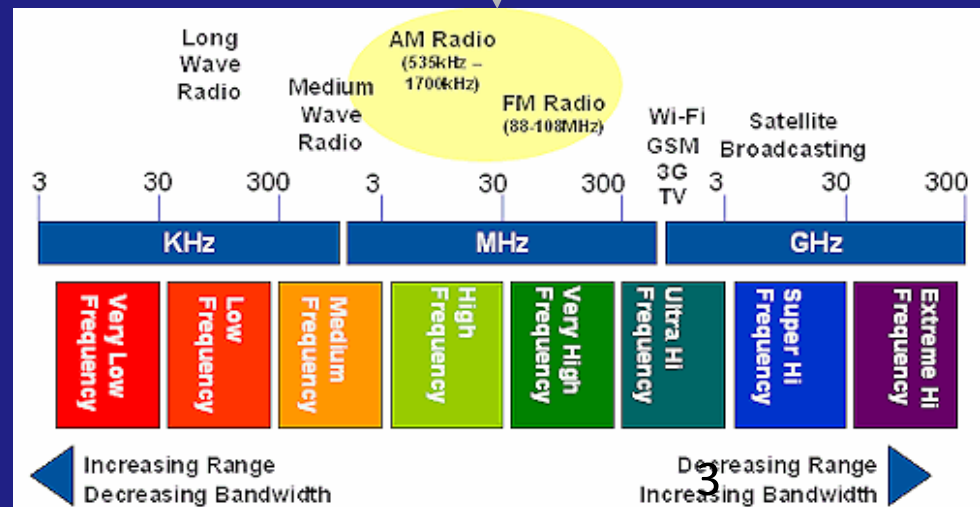 Long
Wave
Radio
Medium
Wave
Radio
AM Radio
(535kHz –
1700kHz)
FM Radio
(88-108MHz)
Wi-Fi
GSM
3G
TV
Satellite
Broadcasting
3 30 300 3 30 300 3 30 300
KHz MHz GHz
Very Low
Frequency
Low
Frequency
Medium
Frequency
High
Frequency
Very High
Frequency
Ultra Hi
Frequency
Super Hi
Frequency
Extreme Hi
Frequency
Increasing Range
Decreasing Bandwidth
Decreasing Range
Increasing Bandwidth
3